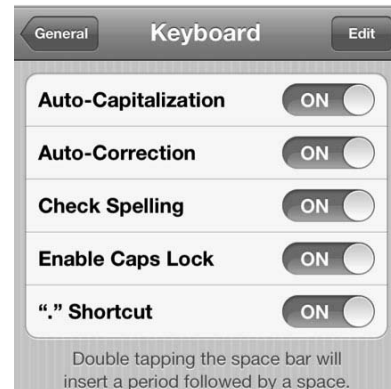 General Keyboard Edit
Auto-Capitalization ON
Auto-Correction ON
Check Spelling ON
Enable Caps Lock ON
“.” Shortcut ON
Double tapping the space bar will
insert a period followed by a space.